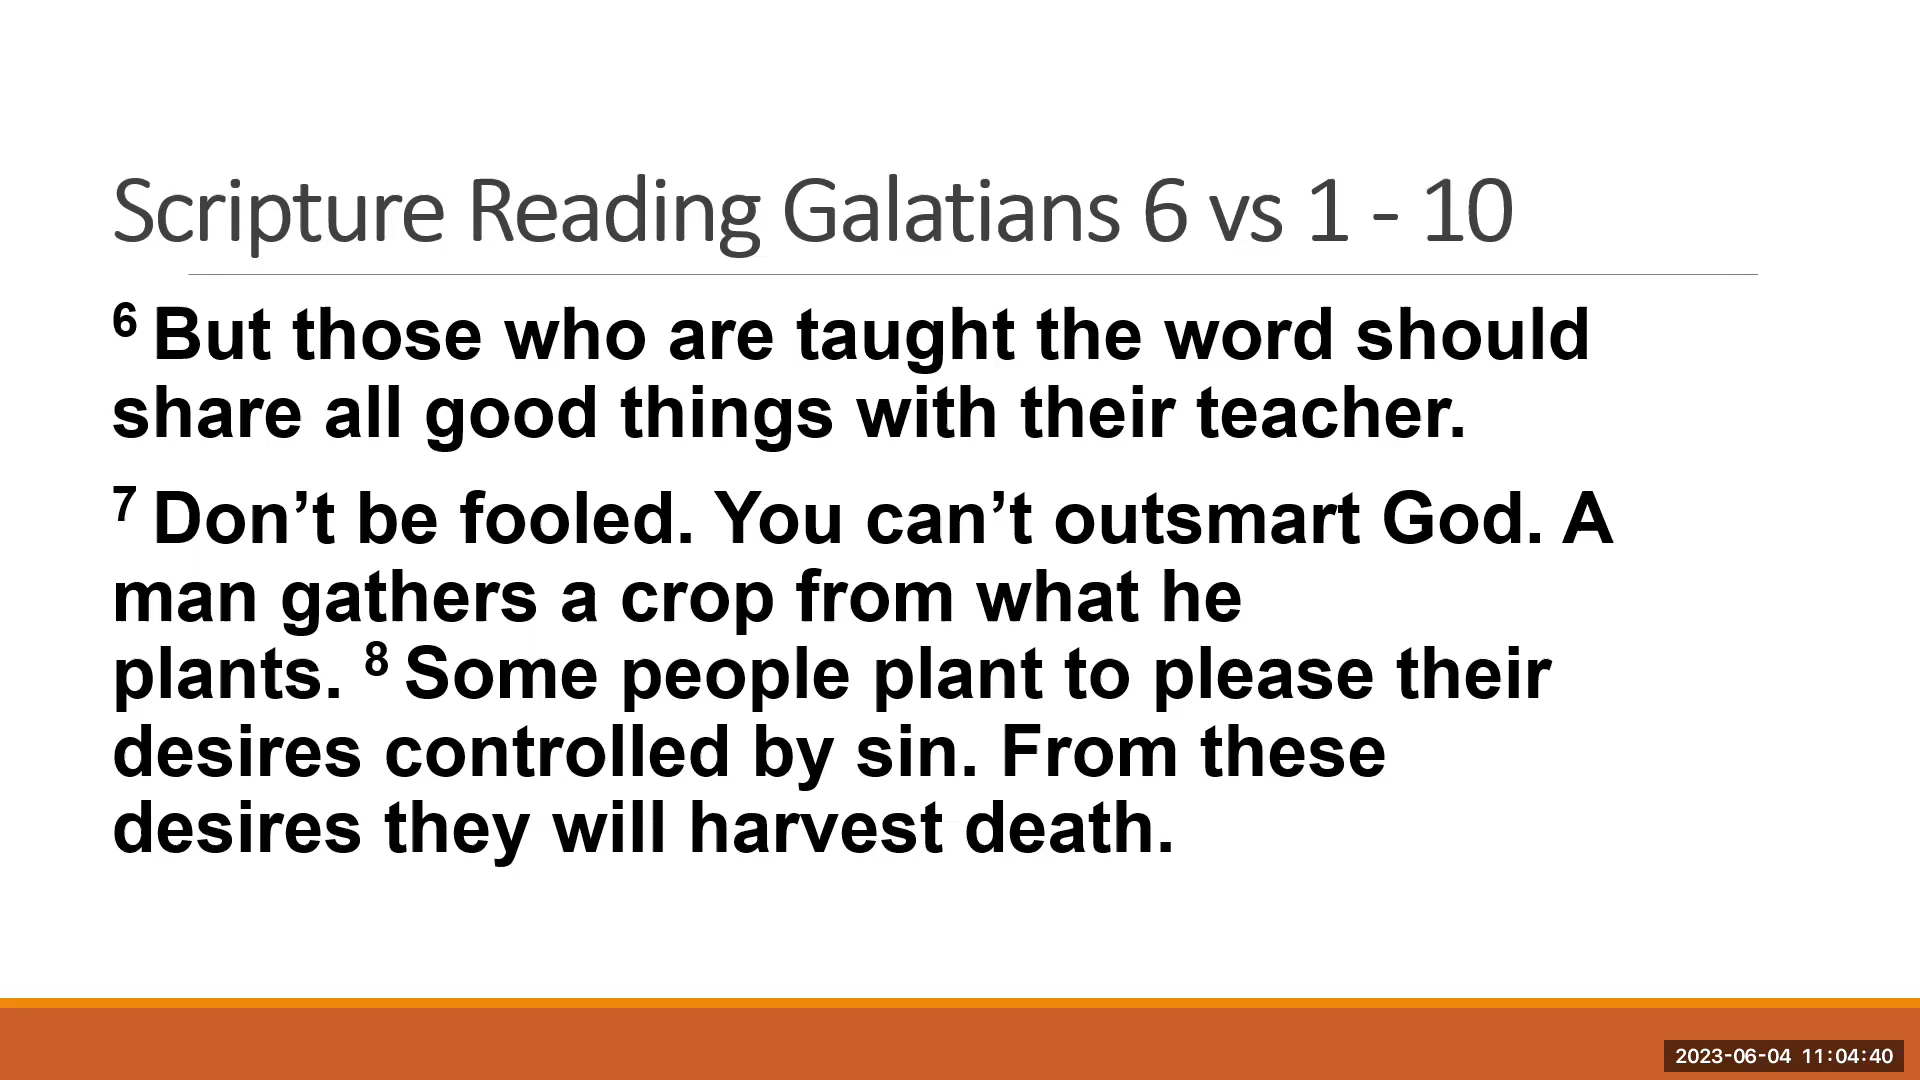 Scripture Reading Galatians 6 vs 1 - 10
6 But those who are taught the word should
share all good things with their teacher.
7 Don’t be fooled. You can’t outsmart God. A
man gathers a crop from what he
plants. 8 Some people plant to please their
desires controlled by sin. From these
desires they will harvest death.
2023-06-04 11:04:40